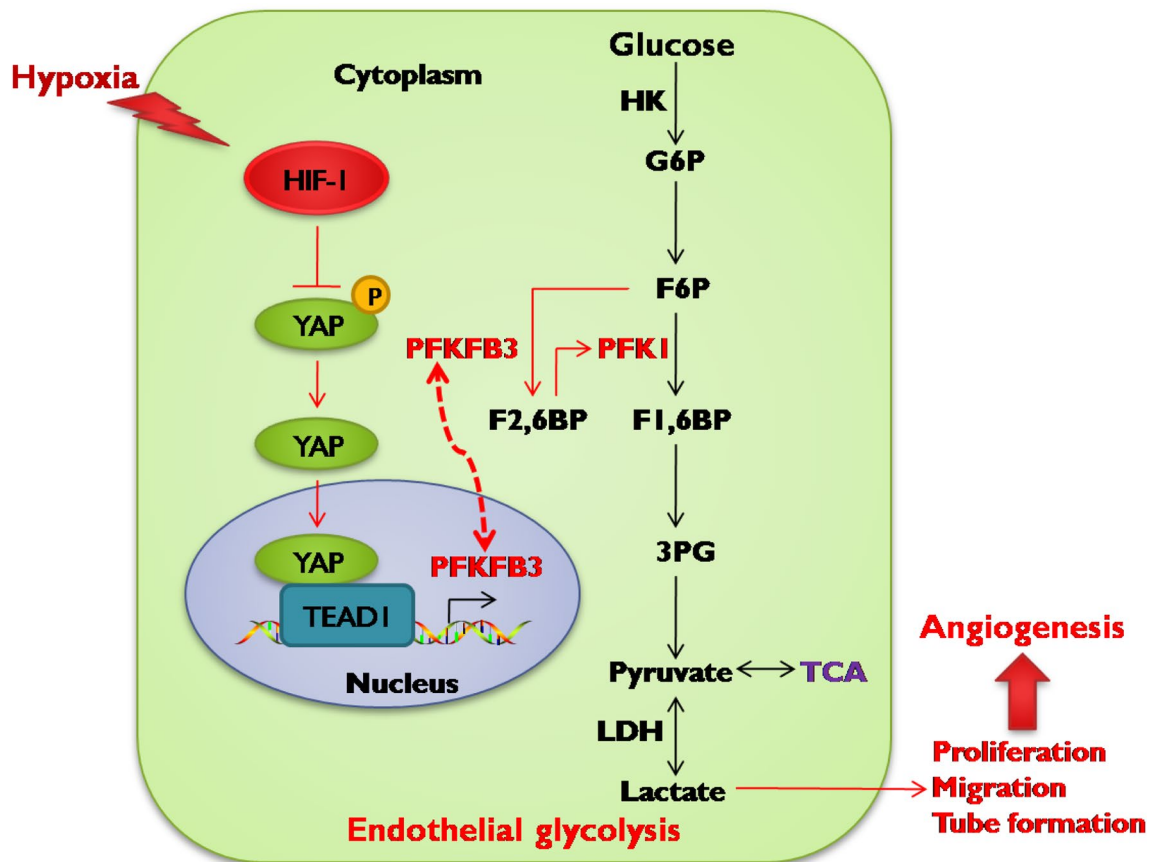 Glucose
Hypoxia
Cytoplasm
HK
G6P
HIF-1
F6P
P
YAP
PFKFB3
PFK1
F2,6BP
F1,6BP
YAP
3PG
YAP
PFKFB3
TEAD1
Angiogenesis
Pyruvate
TCA
Nucleus
LDH
Proliferation
Lactate
Migration
Tube formation
Endothelial glycolysis